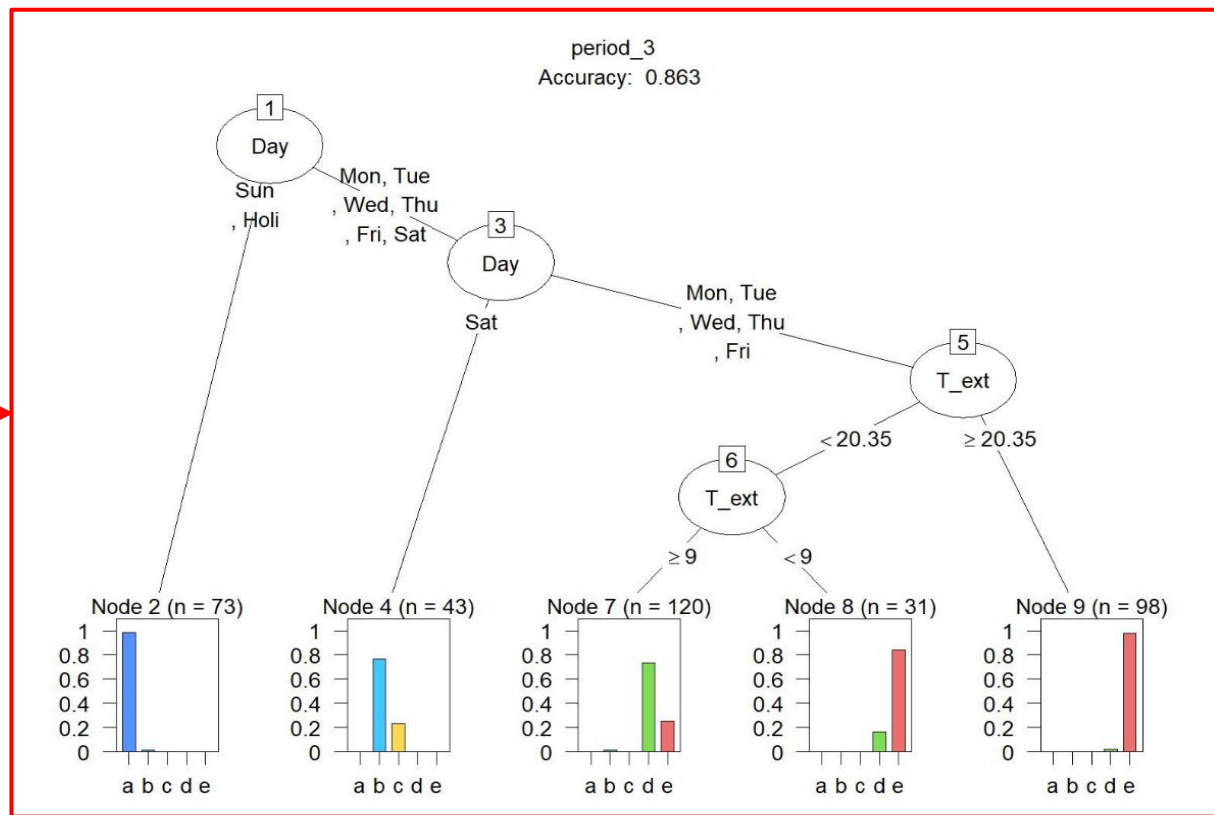 period_3
Accuracy: 0.863
1
Day
Sun
, Holi
Mon, Tue
, Wed, Thu
, Fri, Sat
3
Day
Sat
Mon, Tue
, Wed, Thu
, Fri
5
T_ext
< 20.35
≥ 20.35
6
T_ext
≥ 9
< 9
Node 2 (n = 73)
1
0.8
0.6
0.4
0.2
0
a b c d e
Node 4 (n = 43)
1
0.8
0.6
0.4
0.2
0
a b c d e
Node 7 (n = 120)
1
0.8
0.6
0.4
0.2
0
a b c d e
Node 8 (n = 31)
1
0.8
0.6
0.4
0.2
0
a b c d e
Node 9 (n = 98)
1
0.8
0.6
0.4
0.2
0
a b c d e